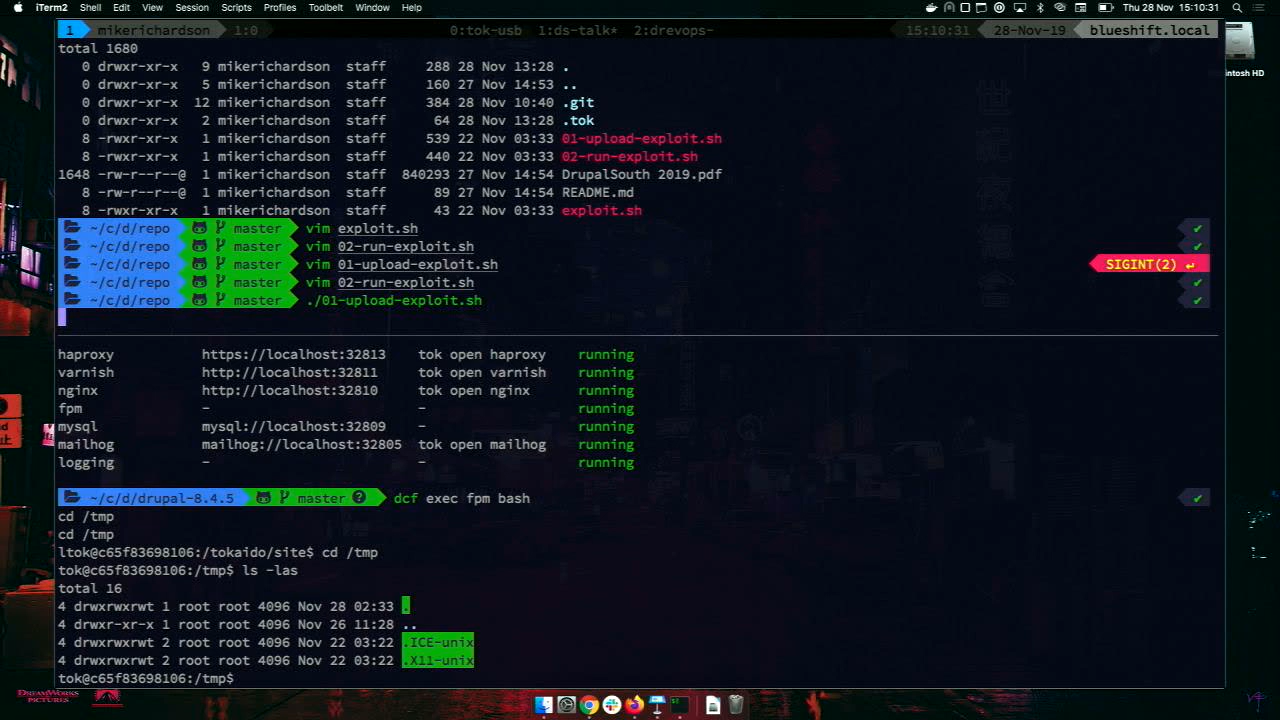 iTerm2 Shell Edit View Session Scripts Profiles Toolbelt Window Help Thu 28 Nov 15:10:31
1 mikerichardson 1:0 0:tok-usb 1:ds-talk* 2:drevops- 15:10:31 28-Nov-19 blueshift.local
total 1680
0 drwxr-xr-x 9 mikerichardson staff 288 28 Nov 13:28 .
0 drwxr-xr-x 5 mikerichardson staff 160 27 Nov 14:53 ..
0 drwxr-xr-x 12 mikerichardson staff 384 28 Nov 10:40 .git
0 drwxr-xr-x 2 mikerichardson staff 64 28 Nov 13:28 .tok
8 -rwxr-xr-x 1 mikerichardson staff 539 22 Nov 03:33 01-upload-exploit.sh
8 -rwxr-xr-x 1 mikerichardson staff 440 22 Nov 03:33 02-run-exploit.sh
1648 -rw-r--r--@ 1 mikerichardson staff 840293 27 Nov 14:54 DrupalSouth 2019.pdf
8 -rw-r--r--@ 1 mikerichardson staff 89 27 Nov 14:54 README.md
8 -rwxr-xr-x 1 mikerichardson staff 43 22 Nov 03:33 exploit.sh
~/c/d/repo master vim exploit.sh ✔
~/c/d/repo master vim 02-run-exploit.sh ✔
~/c/d/repo master vim 01-upload-exploit.sh SIGINT(2) ↵
~/c/d/repo master vim 02-run-exploit.sh ✔
~/c/d/repo master ./01-upload-exploit.sh ✔
haproxy https://localhost:32813 tok open haproxy running
varnish http://localhost:32811 tok open varnish running
nginx http://localhost:32810 tok open nginx running
fpm - - running
mysql mysql://localhost:32809 - running
mailhog mailhog://localhost:32805 tok open mailhog running
logging - - running
~/c/d/drupal-8.4.5 master ? dcf exec fpm bash ✔
cd /tmp
cd /tmp
ltok@c65f83698106:/tokaido/site$ cd /tmp
tok@c65f83698106:/tmp$ ls -las
total 16
4 drwxrwxrwt 1 root root 4096 Nov 28 02:33 .
4 drwxr-xr-x 1 root root 4096 Nov 26 11:28 ..
4 drwxrwxrwt 2 root root 4096 Nov 22 03:22 .ICE-unix
4 drwxrwxrwt 2 root root 4096 Nov 22 03:22 .X11-unix
tok@c65f83698106:/tmp$
intosh HD
DREAMWORKS
PICTURES